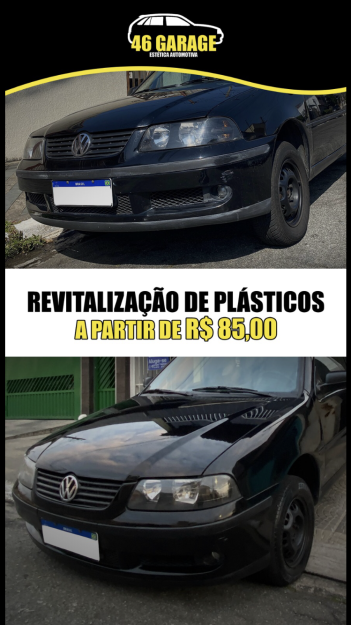 46 GARAGE
ESTÉTICA AUTOMOTIVA
REVITALIZAÇÃO DE PLÁSTICOS
A PARTIR DE R$ 85,00